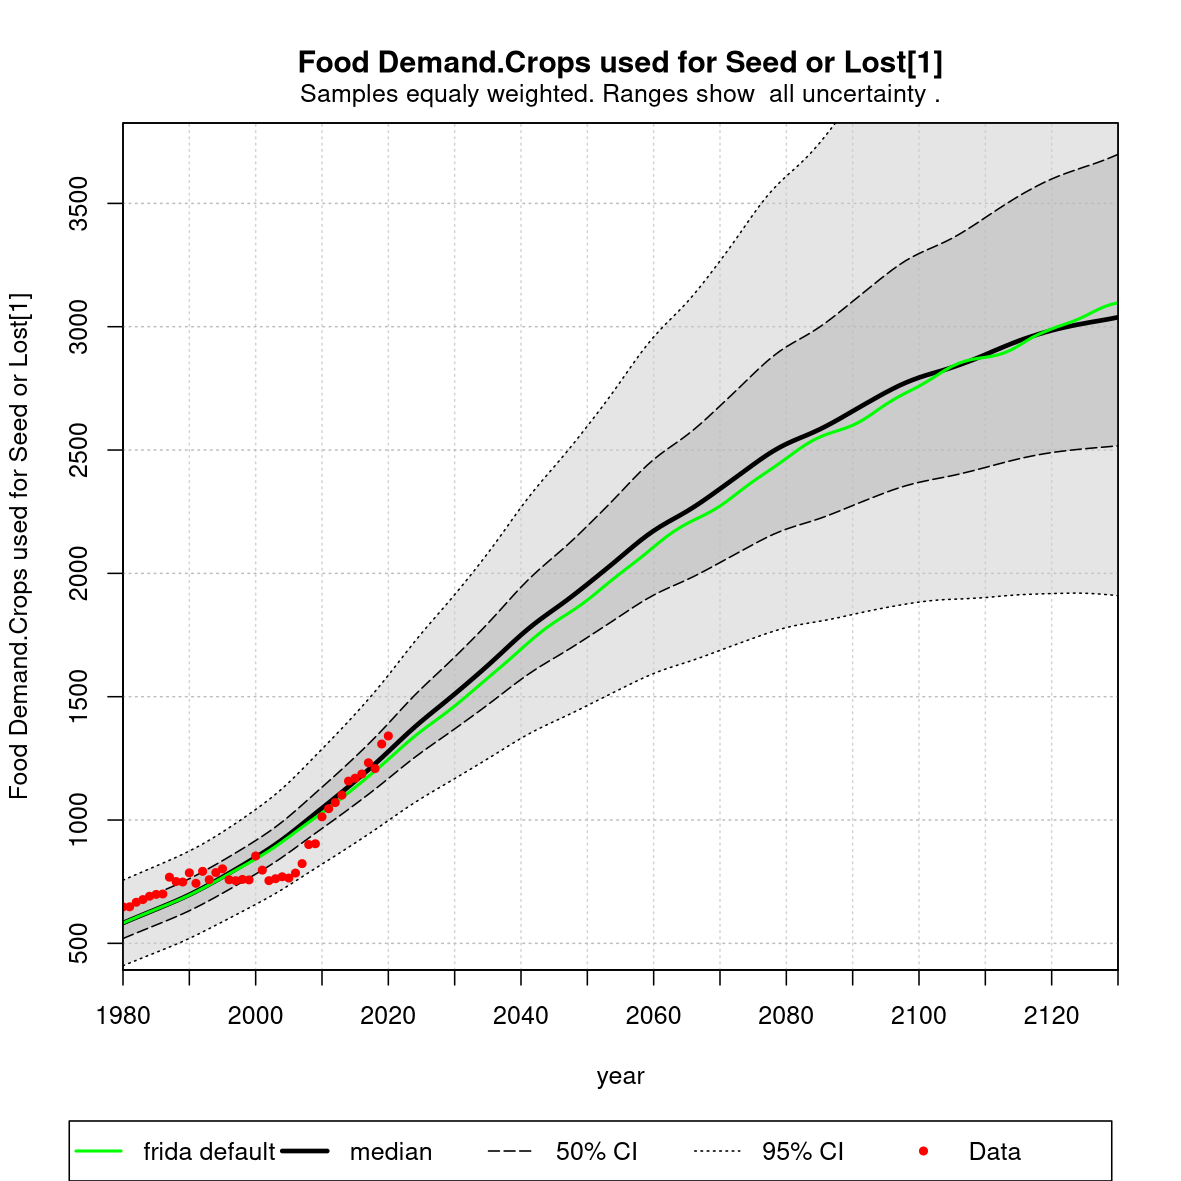 Food Demand.Crops used for Seed or Lost[1]
Samples equaly weighted. Ranges show  all uncertainty .
Food Demand.Crops used for Seed or Lost[1]
3500
3000
2500
2000
1500
1000
500
1980 2000 2020 2040 2060 2080 2100 2120
year
frida default median 50% CI 95% CI Data